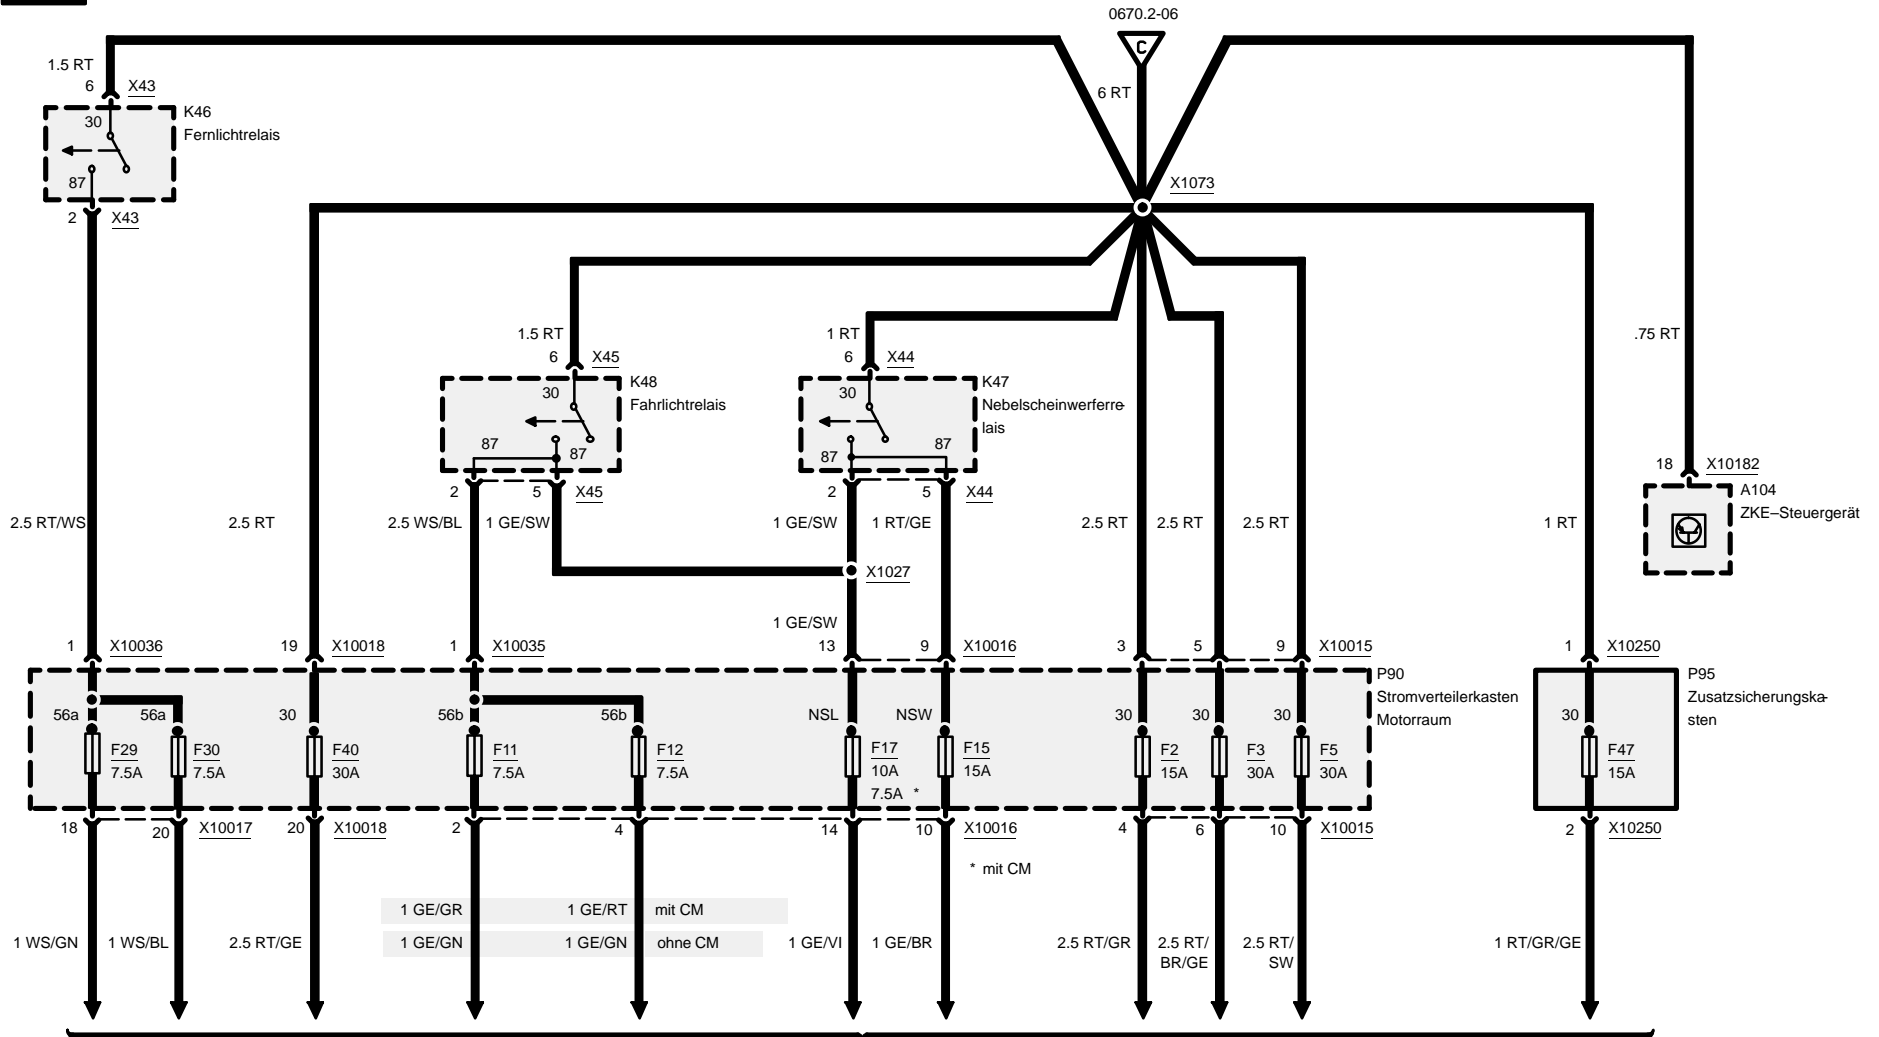 0670.2-06
C
1.5 RT
6 X43
6 RT
K46
30
Fernlichtrelais
87
X1073
2 X43
1.5 RT
1 RT
.75 RT
6 X45
6 X44
K48
K47
30
30
Fahrlichtrelais
Nebelscheinwerferre-
lais
87
87
87
87
18 X10182
2 5 X45
2 5 X44
A104
ZKE–Steuergerät
2.5 RT/WS
2.5 RT
2.5 WS/BL
1 GE/SW
1 GE/SW
1 RT/GE
2.5 RT
2.5 RT
2.5 RT
1 RT
X1027
1 GE/SW
1 X10036
19 X10018
1 X10035
13 9 X10016
3 5 9 X10015
1 X10250
P90
Stromverteilerkasten
Motorraum
P95
Zusatzsicherungska-
sten
56a
56a
30
56b
56b
NSL
NSW
30
30
30
30
F29
7.5A
F30
7.5A
F40
30A
F11
7.5A
F12
7.5A
F17
10A
7.5A *
F15
15A
F2
15A
F3
30A
F5
30A
F47
15A
18 20 X10017
20 X10018
2 4 14 10 X10016
4 6 10 X10015
2 X10250
* mit CM
1 GE/GR 1 GE/RT mit CM
1 GE/GN 1 GE/GN ohne CM
1 WS/GN
1 WS/BL
2.5 RT/GE
1 GE/VI
1 GE/BR
2.5 RT/GR
2.5 RT/
BR/GE
2.5 RT/
SW
1 RT/GR/GE